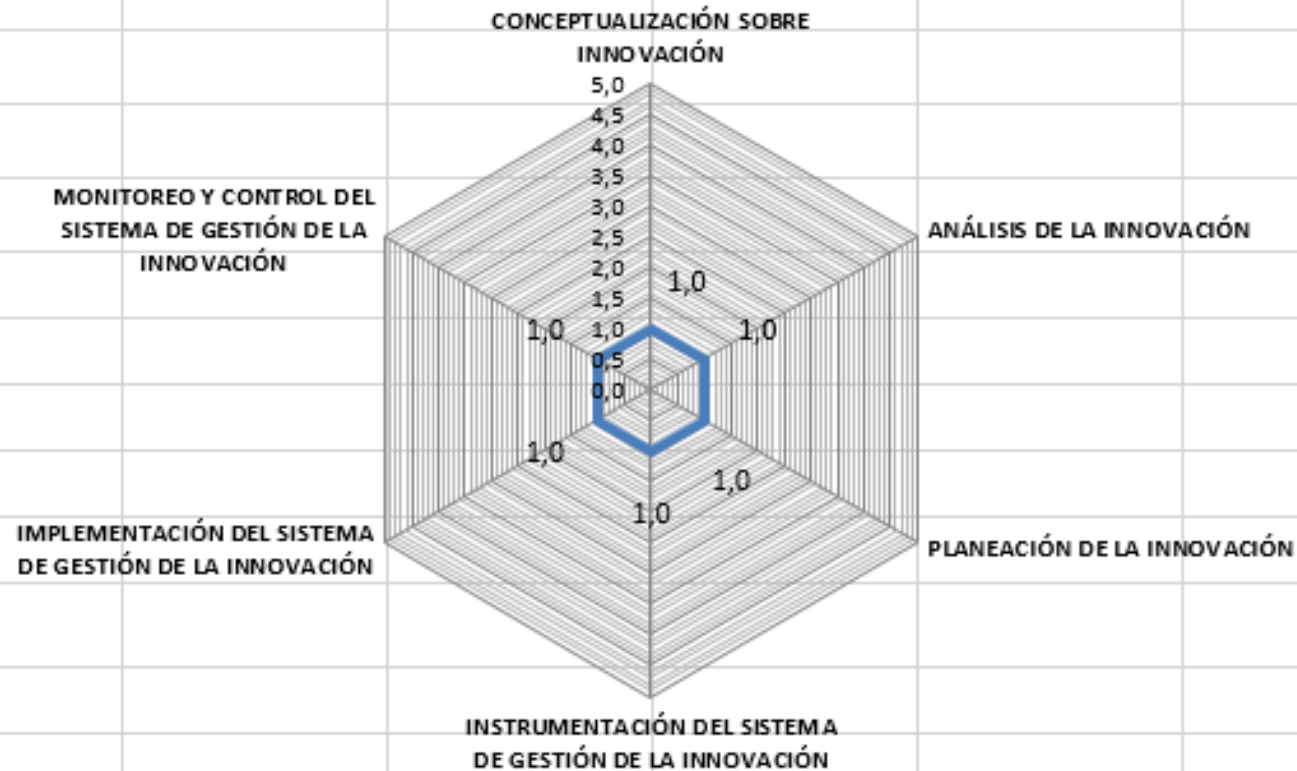 CONCEPTUALIZACIÓN SOBRE
INNOVACIÓN
5,0
4,5
4,0
3,5
3,0
2,5
2,0
1,5
1,0
0,5
0,0
1,0
1,0
1,0
1,0
1,0
1,0
ANÁLISIS DE LA INNOVACIÓN
PLANEACIÓN DE LA INNOVACIÓN
INSTRUMENTACIÓN DEL SISTEMA
DE GESTIÓN DE LA INNOVACIÓN
IMPLEMENTACIÓN DEL SISTEMA
DE GESTIÓN DE LA INNOVACIÓN
MONITOREO Y CONTROL DEL
SISTEMA DE GESTIÓN DE LA
INNOVACIÓN